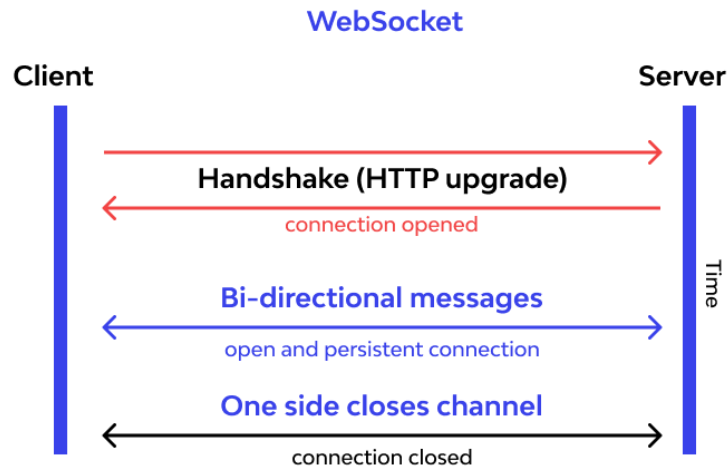 WebSocket
Client
Server
Handshake (HTTP upgrade)
connection opened
Time
Bi-directional messages
open and persistent connection
One side closes channel
connection closed